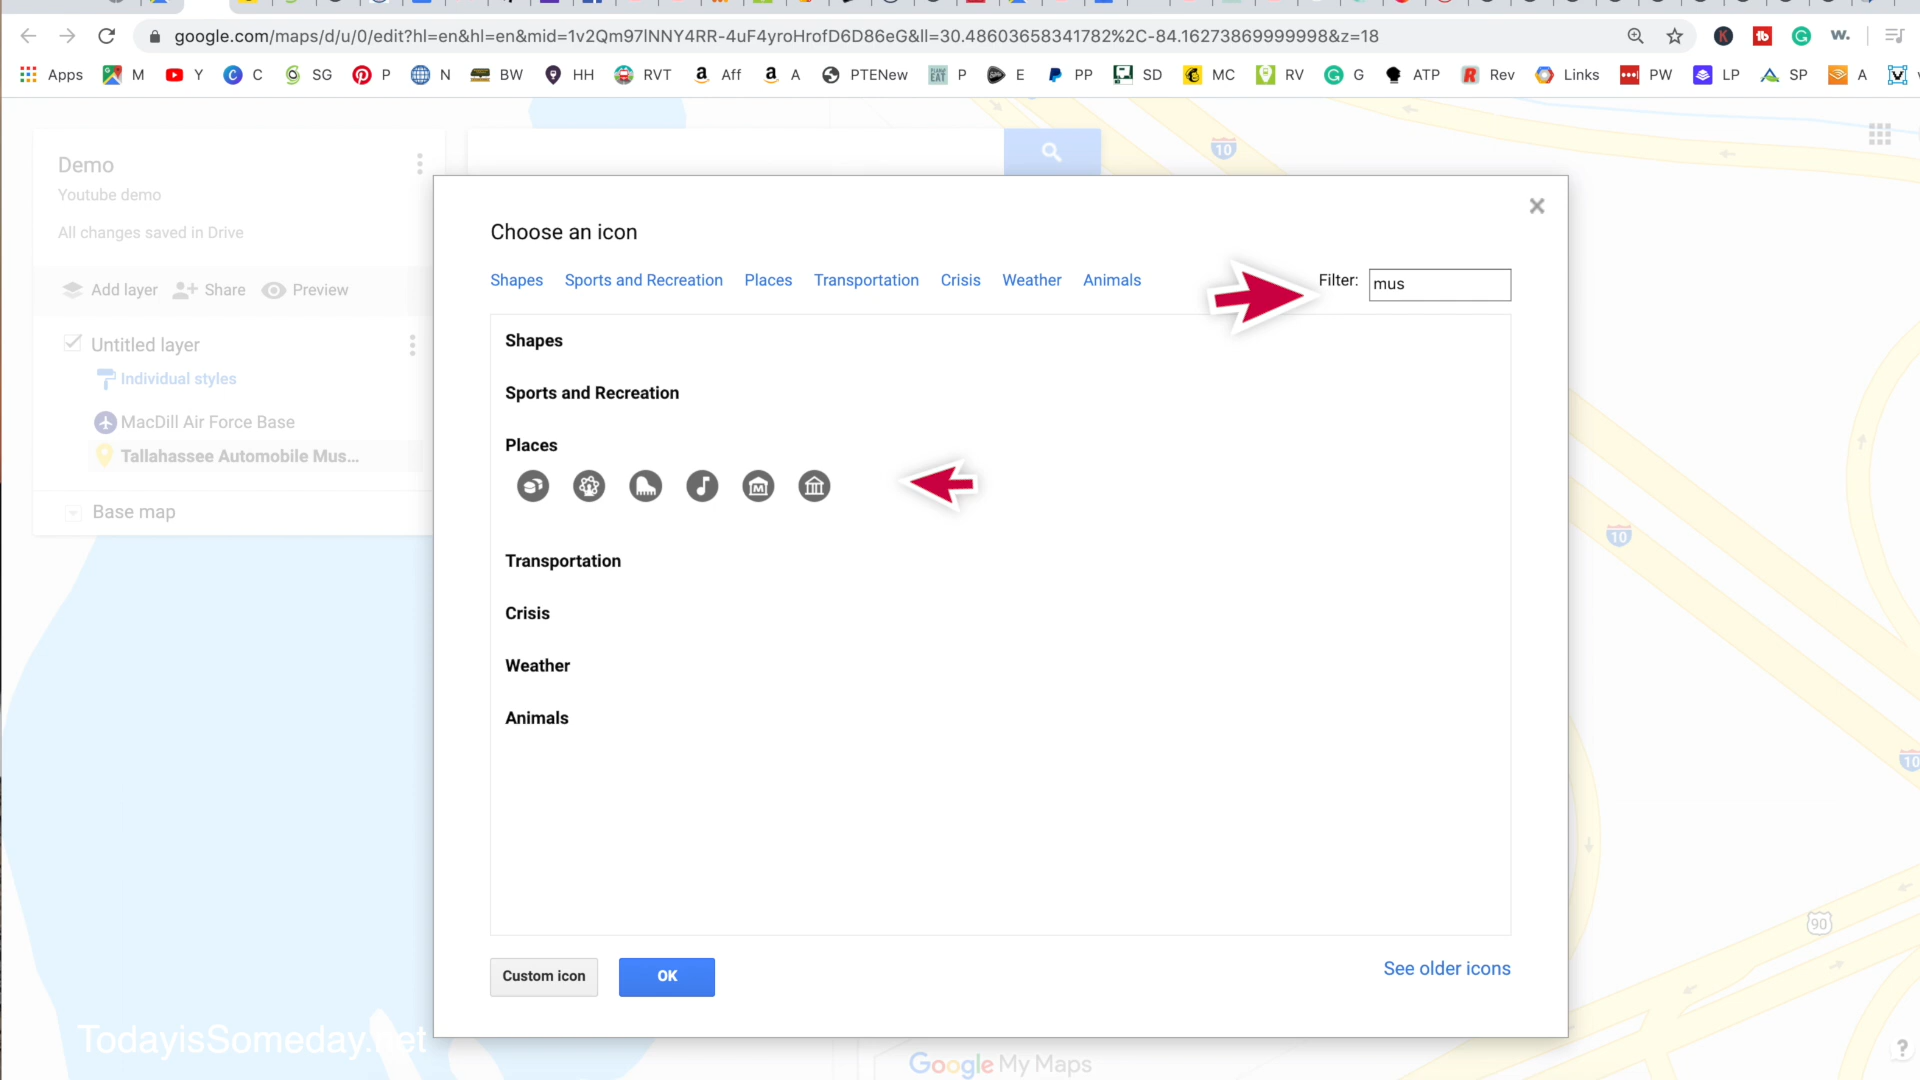 google.com/maps/d/u/0/edit?hl=en&hl=en&mid=1v2Qm97lNNY4RR-4uF4yroHrofD6D86eG&ll=30.48603658341782%2C-84.16273869999998&z=18
Apps M Y C SG P N BW HH RVT Aff A PTENew P E PP SD MC RV G ATP Rev Links PW LP SP A
Demo
Youtube demo
All changes saved in Drive
Add layer Share Preview
Untitled layer
Individual styles
MacDill Air Force Base
Tallahassee Automobile Mus...
Base map
Choose an icon
Shapes Sports and Recreation Places Transportation Crisis Weather Animals Filter: mus
Shapes
Sports and Recreation
Places
Transportation
Crisis
Weather
Animals
Custom icon OK See older icons
10
10
10
90
TodayisSomeday.net
Google My Maps